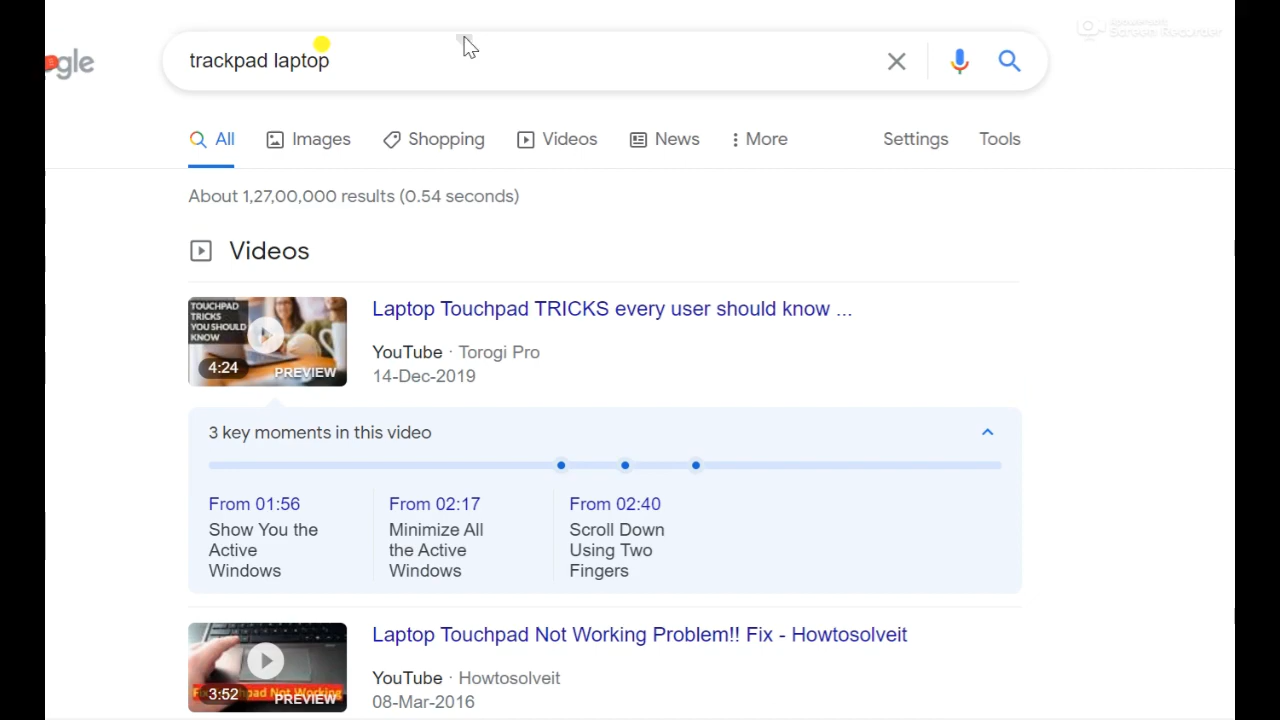 gle
trackpad laptop
Screen Recorder
All Images Shopping Videos News More Settings Tools
About 1,27,00,000 results (0.54 seconds)
Videos
TOUCHPAD
TRICKS
YOU SHOULD
KNOW
4:24 PREVIEW
Laptop Touchpad TRICKS every user should know ...
YouTube · Torogi Pro
14-Dec-2019
3 key moments in this video
From 01:56
Show You the
Active
Windows
From 02:17
Minimize All
the Active
Windows
From 02:40
Scroll Down
Using Two
Fingers
Laptop Touchpad Not Working Problem!! Fix - Howtosolveit
YouTube · Howtosolveit
08-Mar-2016
Not Working
3:52 PREVIEW